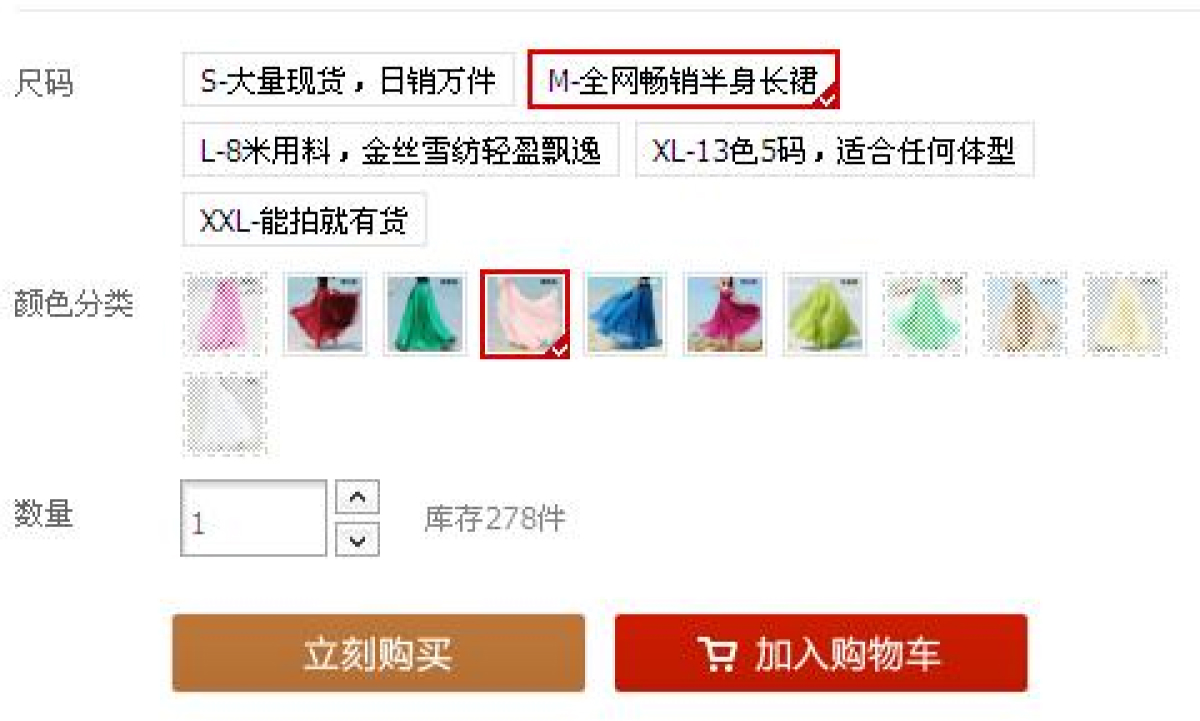 尺码
S-大量现货，日销万件
M-全网畅销半身长裙
L-8米用料，金丝雪纺轻盈飘逸
XL-13色5码，适合任何体型
XXL-能拍就有货
颜色分类
数量
1
库存278件
立刻购买
加入购物车